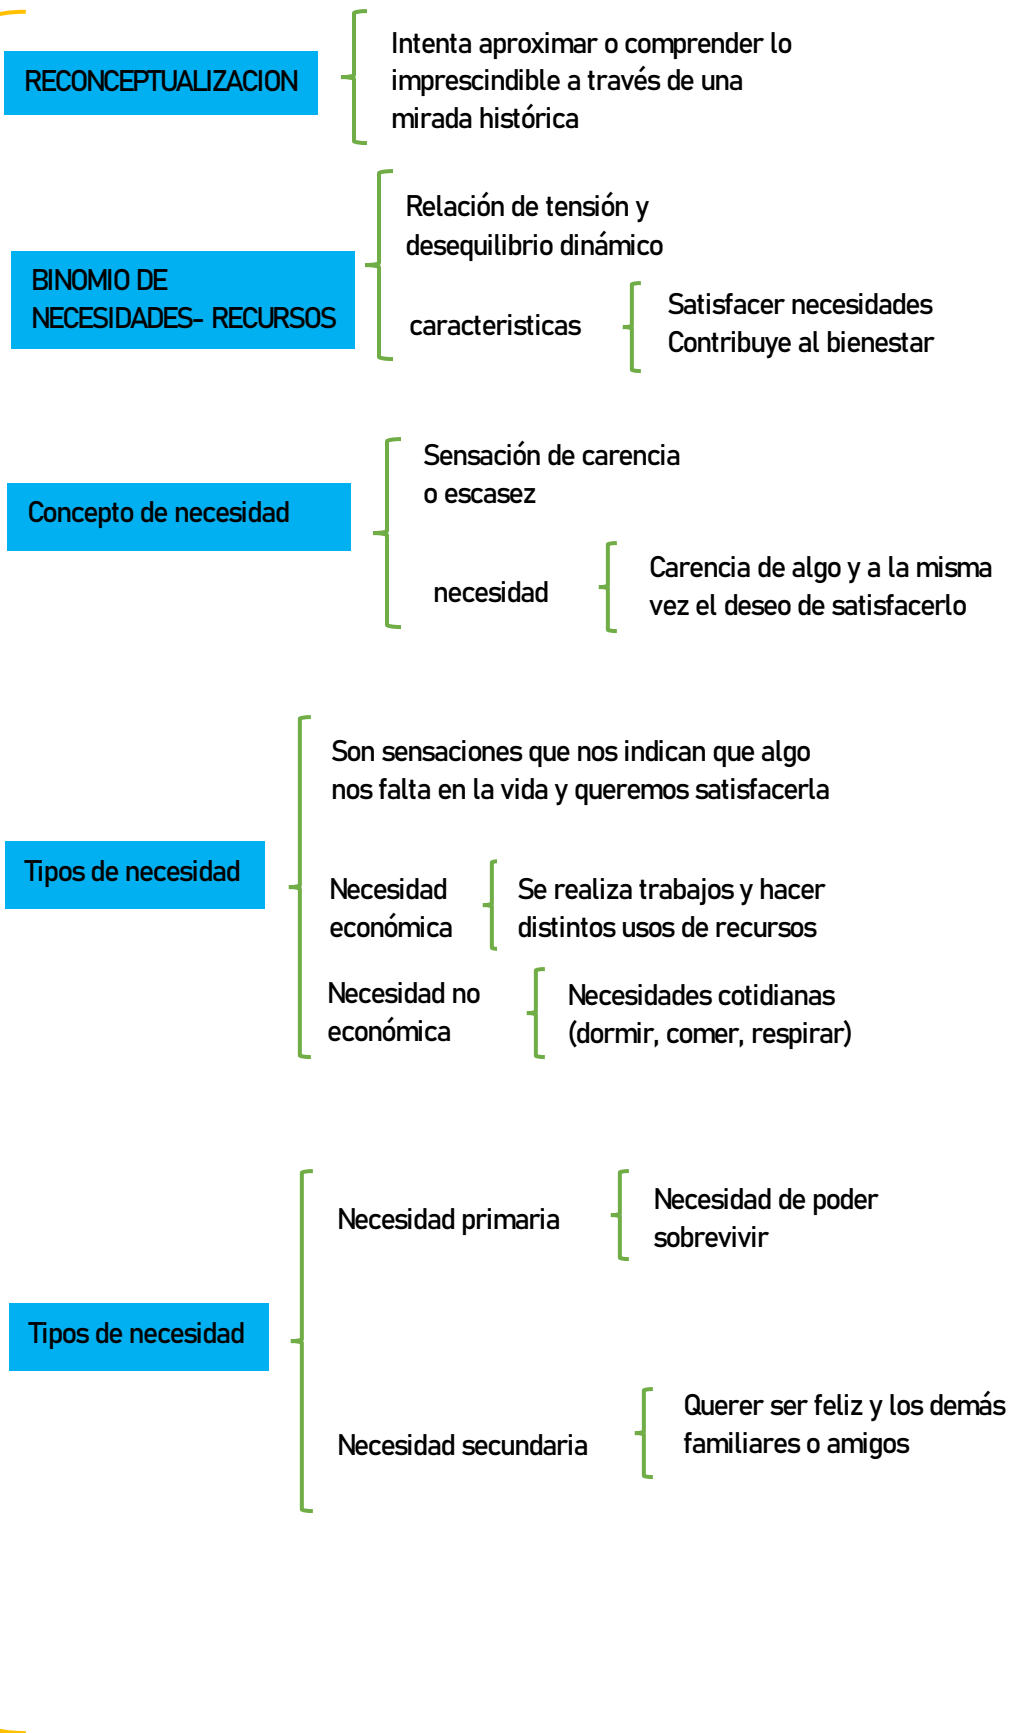 RECONCEPTUALIZACION
Intenta aproximar o comprender lo
imprescindible a través de una
mirada histórica
BINOMIO DE
NECESIDADES- RECURSOS
Relación de tensión y
desequilibrio dinámico
caracteristicas
Satisfacer necesidades
Contribuye al bienestar
Concepto de necesidad
Sensación de carencia
o escasez
necesidad
Carencia de algo y a la misma
vez el deseo de satisfacerlo
Tipos de necesidad
Son sensaciones que nos indican que algo
nos falta en la vida y queremos satisfacerla
Necesidad
económica
Se realiza trabajos y hacer
distintos usos de recursos
Necesidad no
económica
Necesidades cotidianas
(dormir, comer, respirar)
Tipos de necesidad
Necesidad primaria
Necesidad de poder
sobrevivir
Necesidad secundaria
Querer ser feliz y los demás
familiares o amigos